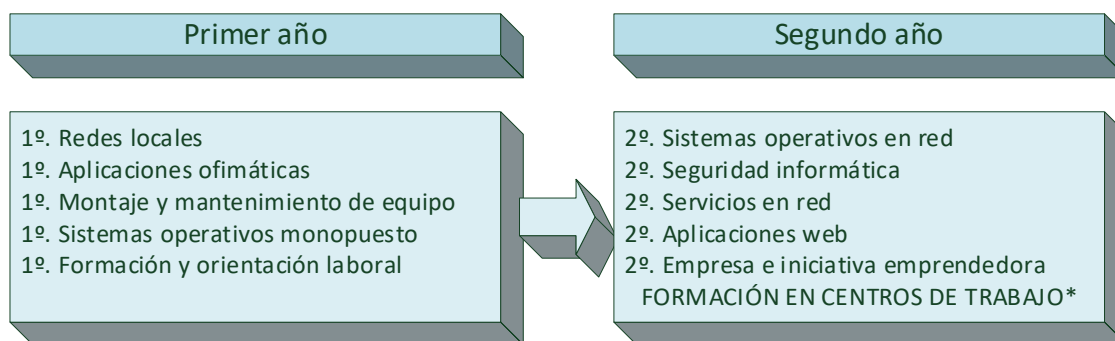 Primer año
1º. Redes locales
1º. Aplicaciones ofimáticas
1º. Montaje y mantenimiento de equipo
1º. Sistemas operativos monopuesto
1º. Formación y orientación laboral
Segundo año
2º. Sistemas operativos en red
2º. Seguridad informática
2º. Servicios en red
2º. Aplicaciones web
2º. Empresa e iniciativa emprendedora
FORMACIÓN EN CENTROS DE TRABAJO*